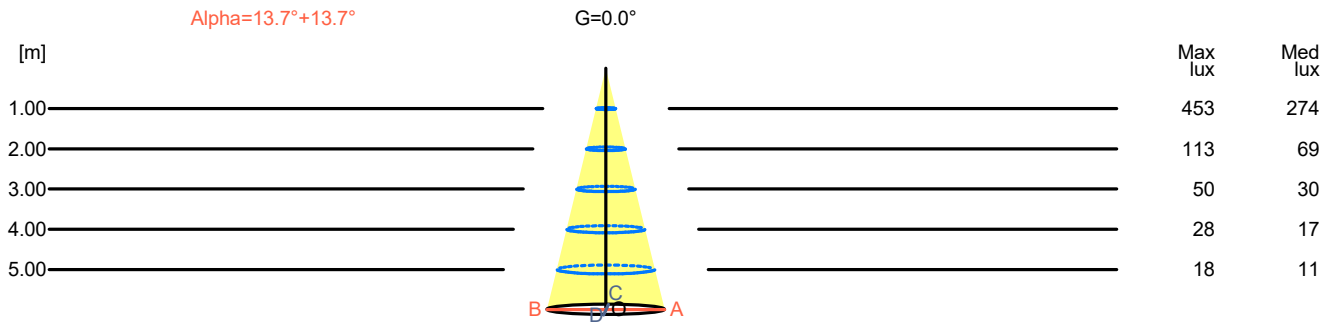 Alpha=13.7°+13.7° G=0.0°
[m] Max lux Med lux
1.00 453 274
2.00 113 69
3.00 50 30
4.00 28 17
5.00 18 11
C
B D O A